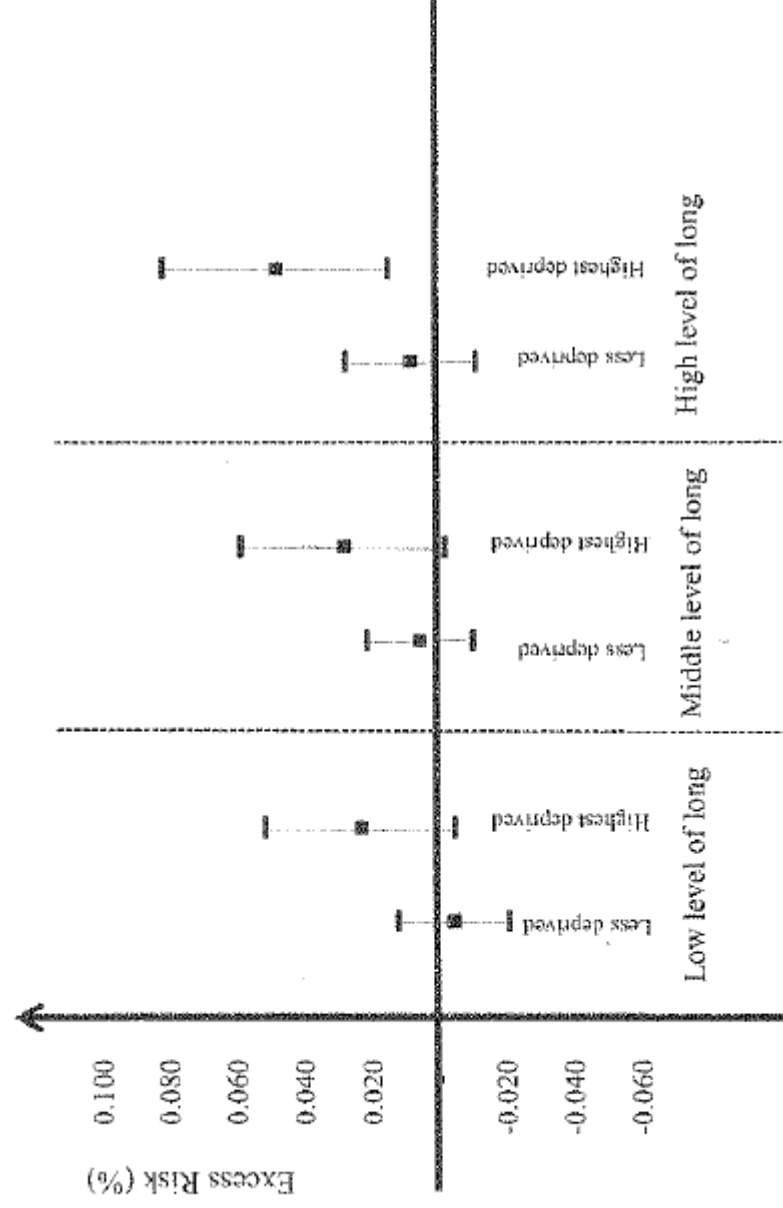 Excess Risk (%)
0.100
0.080
0.060
0.040
0.020
-
-0.020
-0.040
-0.060
Less deprived
Highest deprived
Less deprived
Highest deprived
Less deprived
Highest deprived
Low level of long
Middle level of long
High level of long